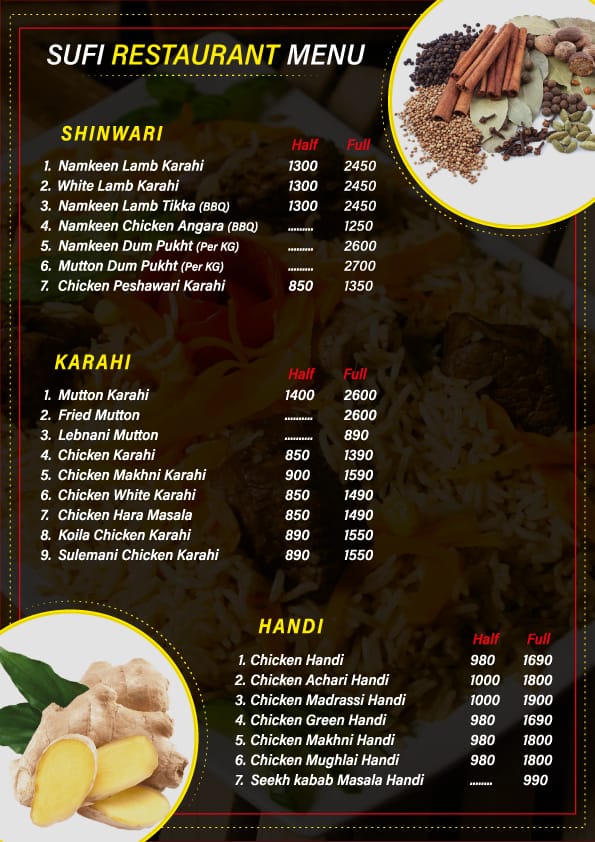 SUFI RESTAURANT MENU
SHINWARI
Half Full
1. Namkeen Lamb Karahi 1300 2450
2. White Lamb Karahi 1300 2450
3. Namkeen Lamb Tikka (BBQ) 1300 2450
4. Namkeen Chicken Angara (BBQ) ......... 1250
5. Namkeen Dum Pukht (Per KG) ......... 2600
6. Mutton Dum Pukht (Per KG) ......... 2700
7. Chicken Peshawari Karahi 850 1350
KARAHI
Half Full
1. Mutton Karahi 1400 2600
2. Fried Mutton .......... 2600
3. Lebnani Mutton .......... 890
4. Chicken Karahi 850 1390
5. Chicken Makhni Karahi 900 1590
6. Chicken White Karahi 850 1490
7. Chicken Hara Masala 850 1490
8. Koila Chicken Karahi 890 1550
9. Sulemani Chicken Karahi 890 1550
HANDI
Half Full
1. Chicken Handi 980 1690
2. Chicken Achari Handi 1000 1800
3. Chicken Madrassi Handi 1000 1900
4. Chicken Green Handi 980 1690
5. Chicken Makhni Handi 980 1800
6. Chicken Mughlai Handi 980 1800
7. Seekh kabab Masala Handi ........ 990